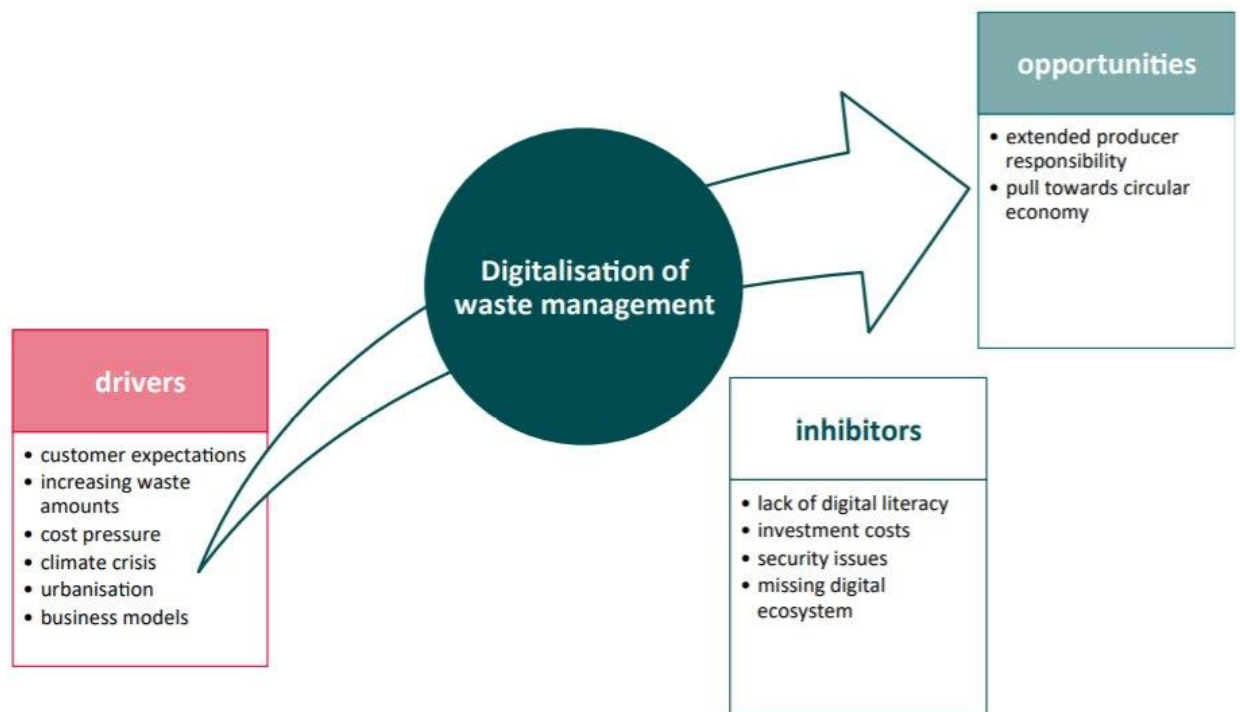 opportunities
• extended producer
responsibility
• pull towards circular
economy
Digitalisation of
waste management
drivers
• customer expectations
• increasing waste
amounts
• cost pressure
• climate crisis
• urbanisation
• business models
inhibitors
• lack of digital literacy
• investment costs
• security issues
• missing digital
ecosystem